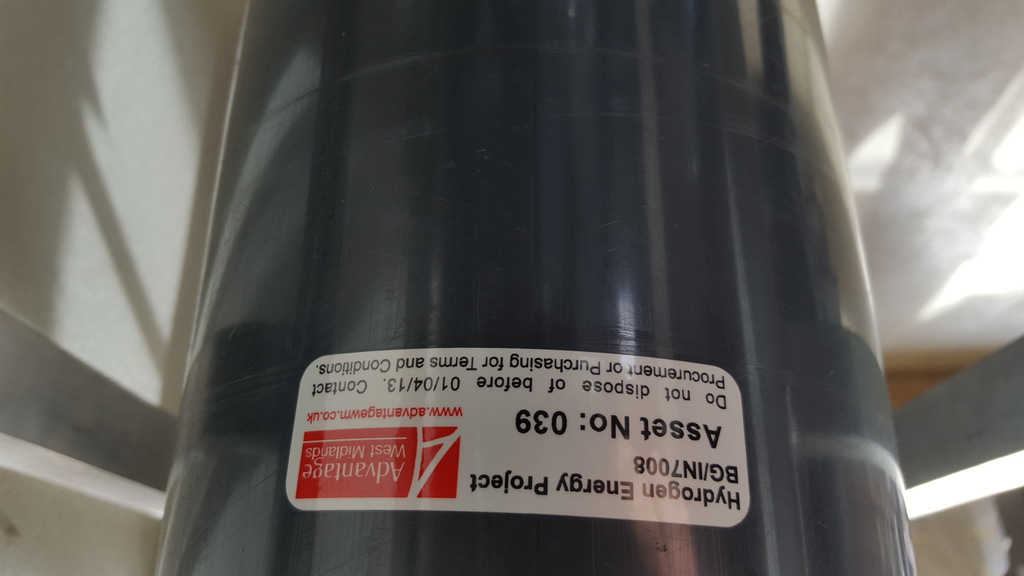 Hydrogen Energy Project
BG/IN7008
Asset No: 039
Advantage
West Midlands
www.advantagewm.co.uk
Do not dispose of before 01/04/13. Contact
Procurement or Purchasing for Terms and Conditions.